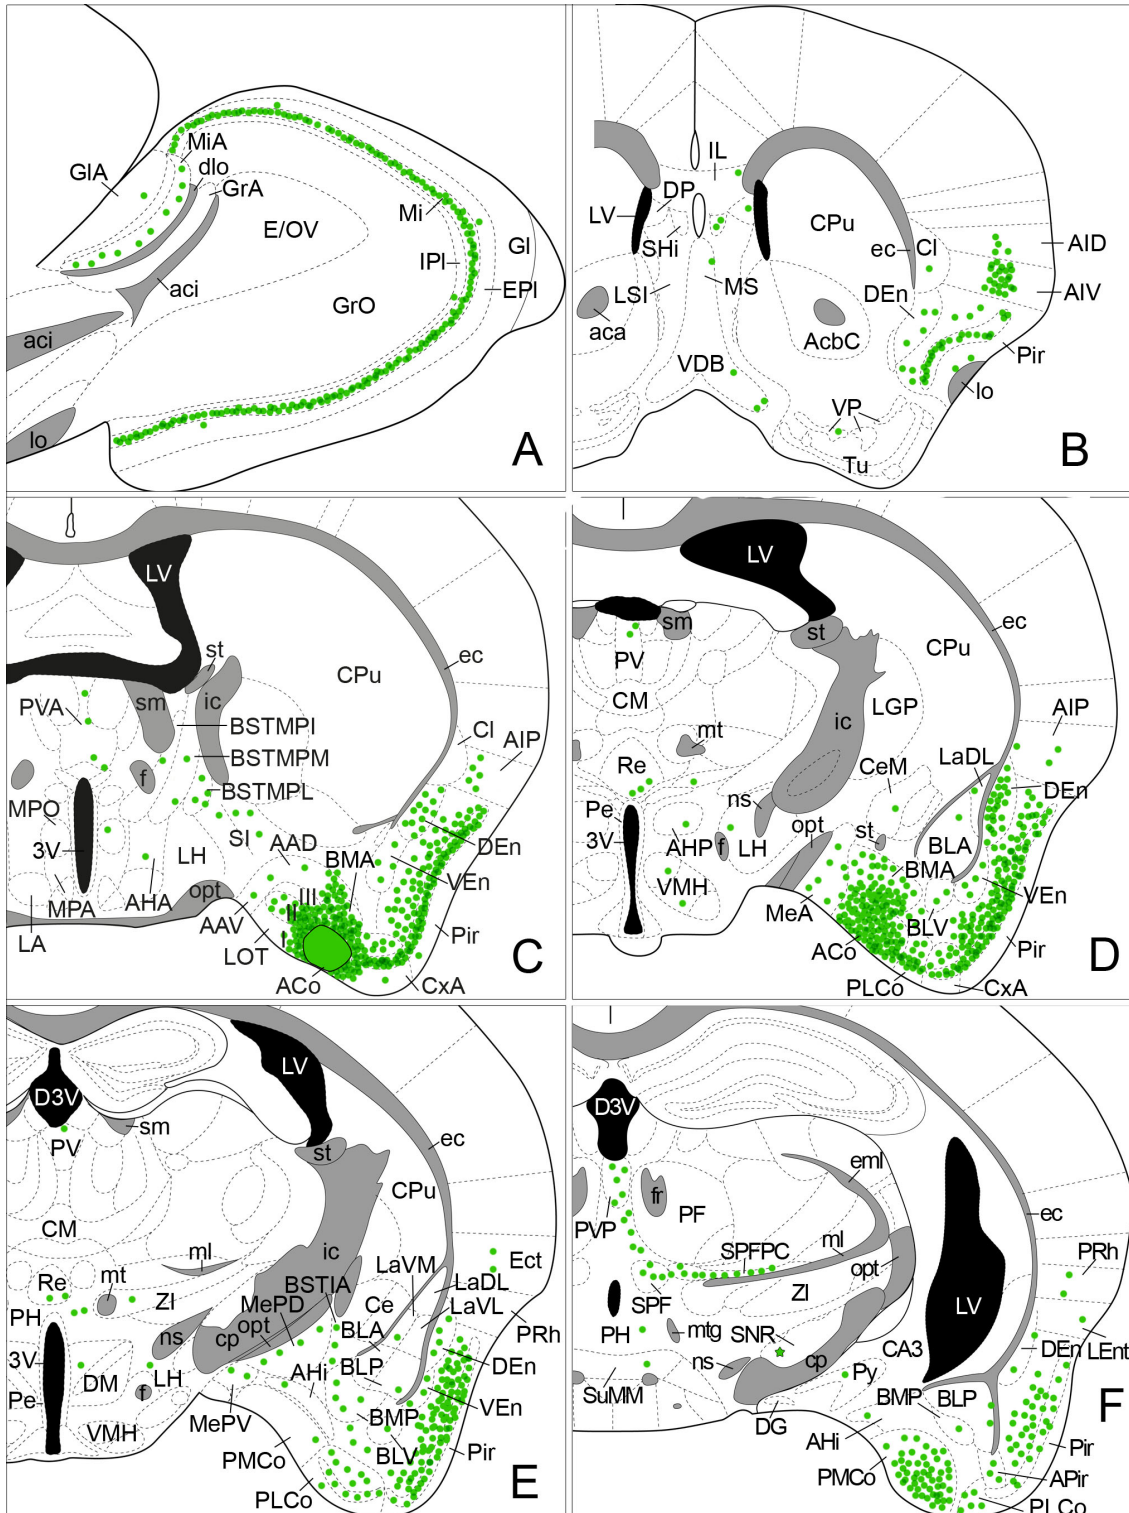 MiA
GlA
dlo
GrA
E/OV
Mi
Gl
IPl
EPl
aci
GrO
aci
lo
A
IL
DP
LV
CPu
SHi
ec
Cl
AID
LSI
MS
DEn
AIV
aca
AcbC
Pir
VDB
lo
VP
Tu
B
LV
st
CPu
ec
PVA
sm
ic
BSTMPI
Cl
AIP
BSTMPM
f
BSTMPL
MPO
SI
AAD
3V
LH
BMA
DEn
VEn
III
MPA
AHA
opt
II
AAV
I
Pir
LA
LOT
ACo
CxA
C
LV
sm
st
ec
PV
CPu
CM
LGP
AIP
mt
ic
Re
CeM
LaDL
ns
DEn
Pe
opt
st
3V
AHP
f
LH
BLA
BMA
VMH
VEn
MeA
BLV
ACo
Pir
PLCo
CxA
D
D3V
LV
sm
PV
ec
st
CPu
CM
ml
ic
Ect
LaVM
Re
mt
BSTIA
LaDL
ZI
MePD
Ce
LaVL
PH
opt
PRh
ns
cp
BLA
3V
DEn
DM
LH
BLP
AHi
Pe
f
VEn
MePV
BMP
VMH
BLV
Pir
PMCo
PLCo
E
D3V
eml
fr
PF
ec
PVP
SPFPC
ml
PRh
opt
SPF
ZI
LV
PH
mtg
SNR
CA3
DEn
LEnt
ns
cp
Py
SuMM
BMP
BLP
DG
AHi
Pir
PMCo
APir
PLCo
F